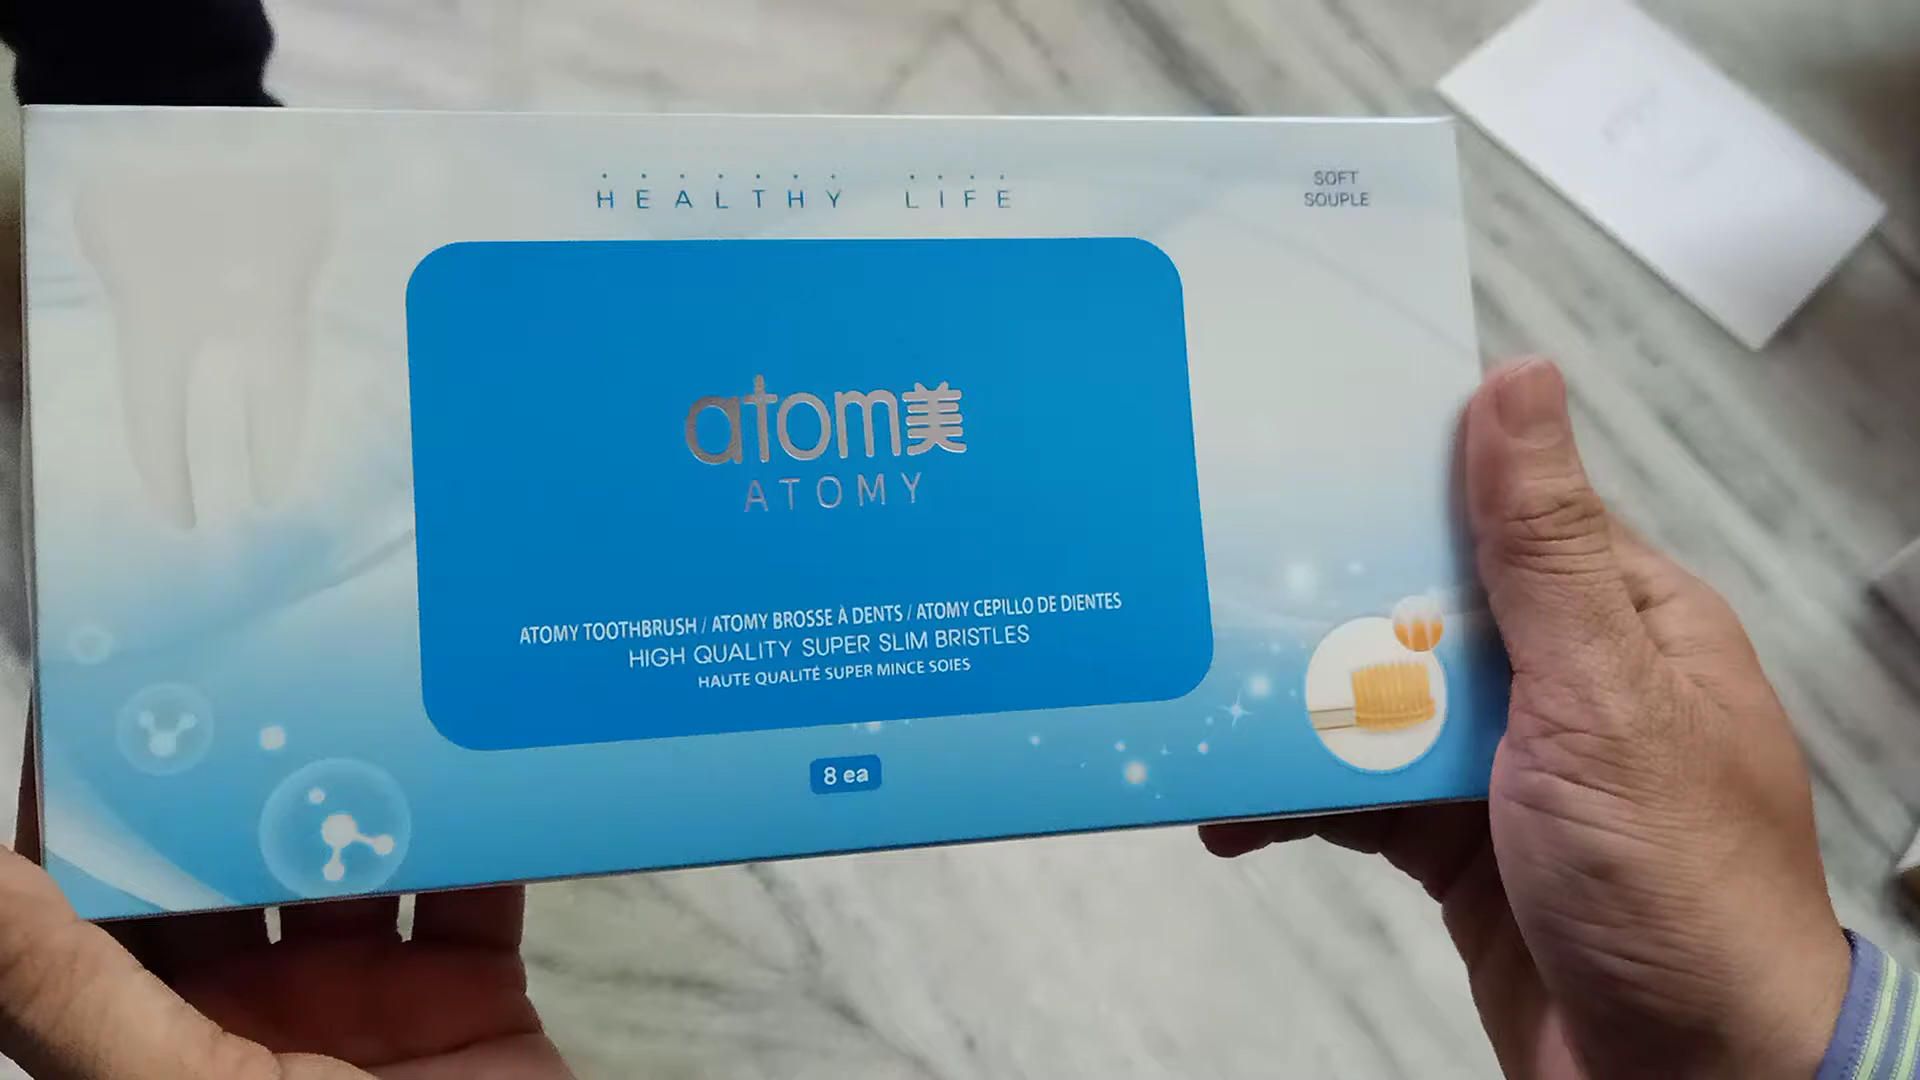 HEALTHY LIFE
SOFT
SOUPLE
atom美
ATOMY
ATOMY TOOTHBRUSH / ATOMY BROSSE À DENTS / ATOMY CEPILLO DE DIENTES
HIGH QUALITY SUPER SLIM BRISTLES
HAUTE QUALITÉ SUPER MINCE SOIES
8 ea